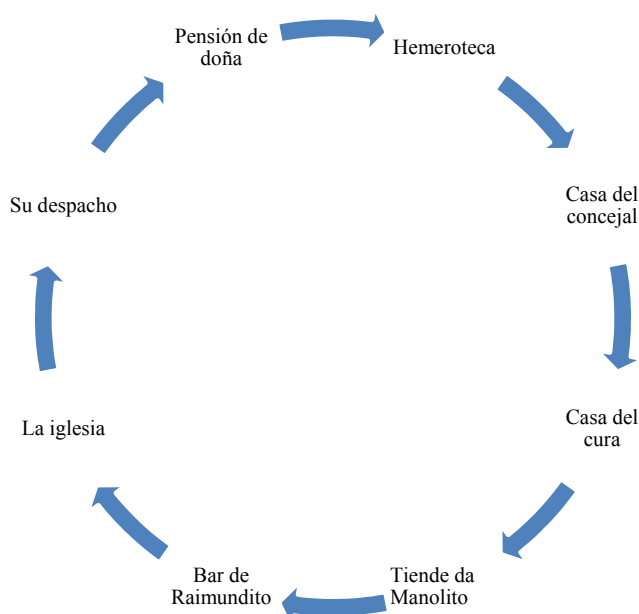 Pensión de
doña
Hemeroteca
Casa del
concejal
Casa del
cura
Tiende da
Manolito
Bar de
Raimundito
La iglesia
Su despacho